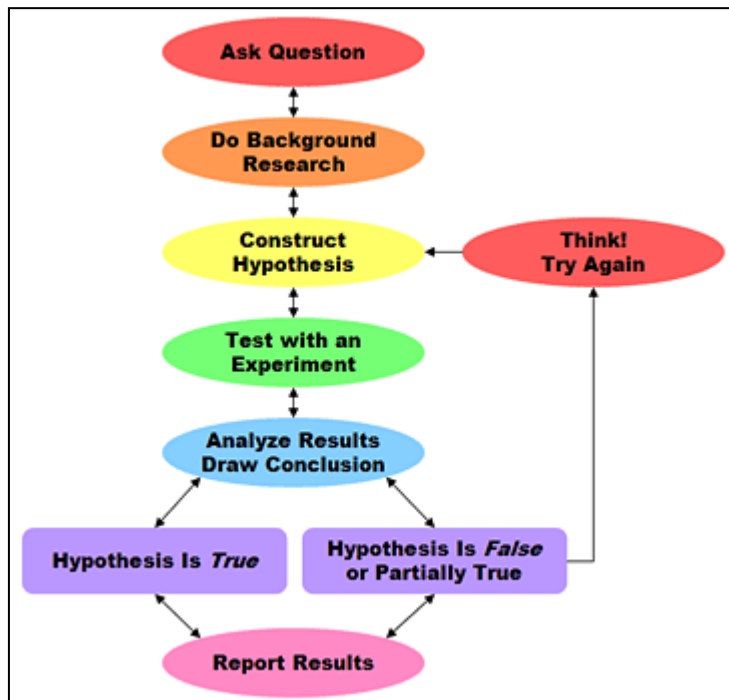 Ask Question
Do Background
Research
Construct
Hypothesis
Think!
Try Again
Test with an
Experiment
Analyze Results
Draw Conclusion
Hypothesis Is True
Hypothesis Is False
or Partially True
Report Results